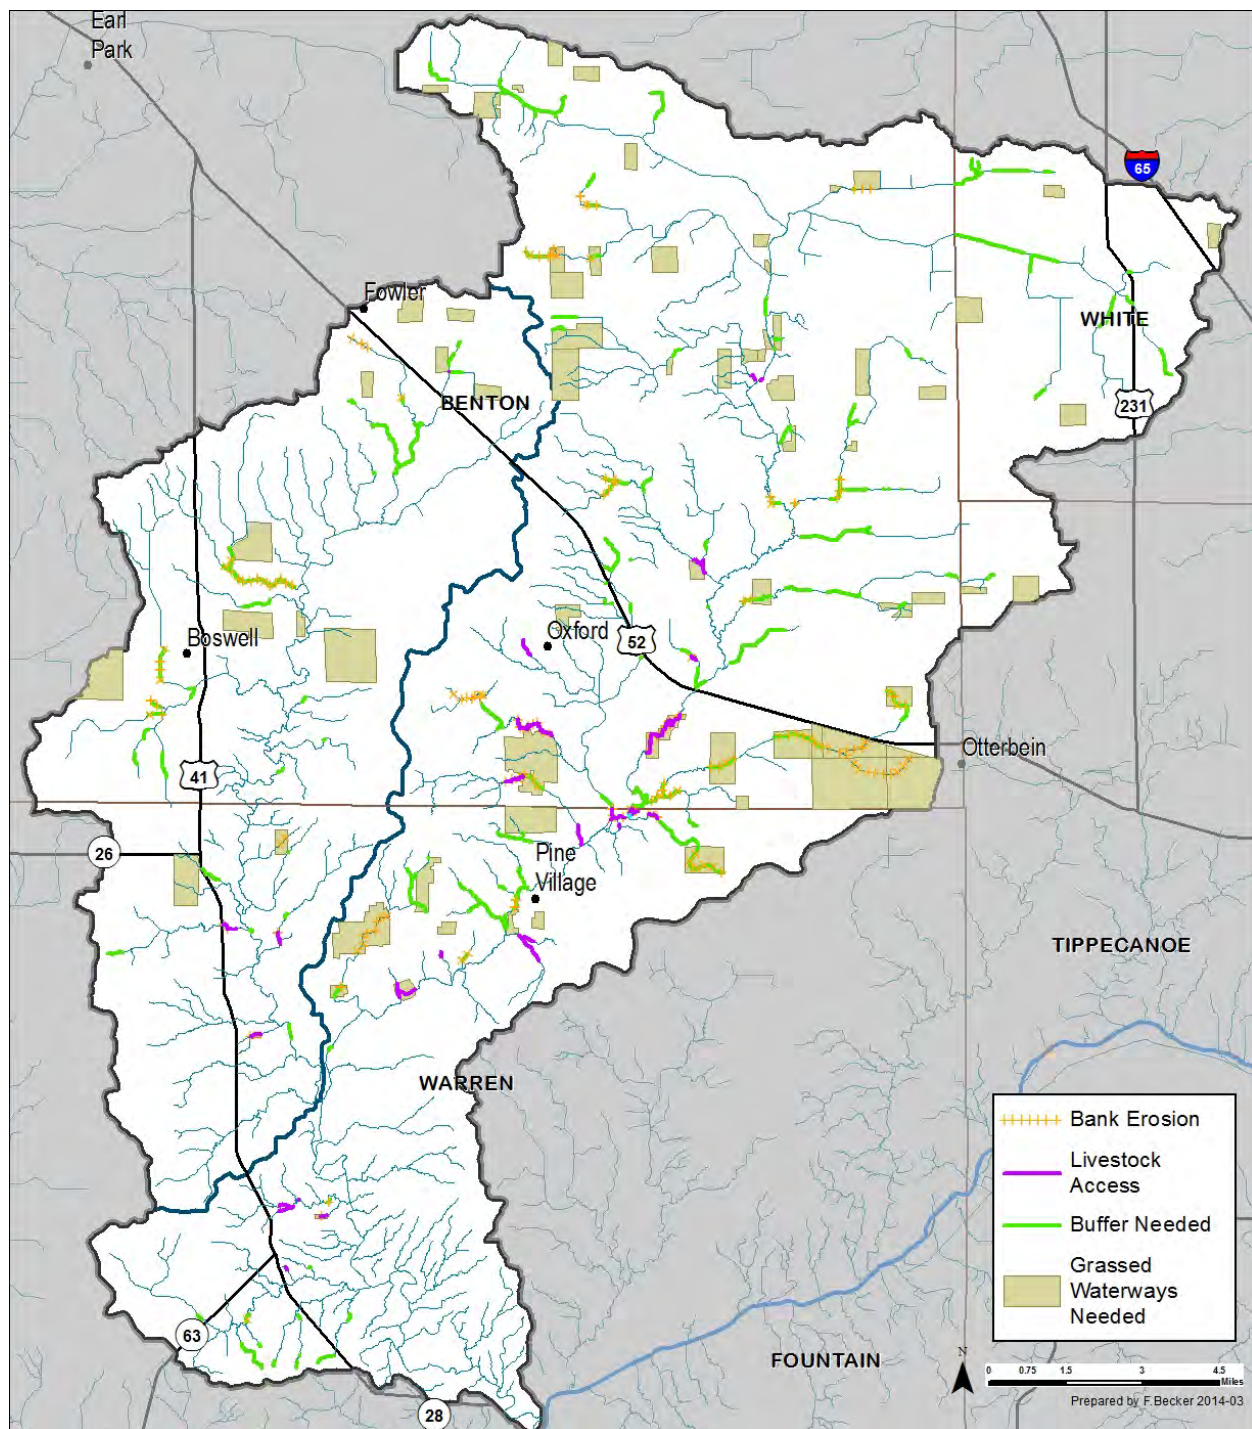 Earl
Park
65
Fowler
WHITE
BENTON
231
Boswell
Oxford
52
41
Otterbein
26
Pine
Village
TIPPECANOE
WARREN
Bank Erosion
Livestock
Access
Buffer Needed
Grassed
Waterways
Needed
63
FOUNTAIN
N
0 0.75 1.5 3 4.5
Miles
Prepared by F.Becker 2014-03
28